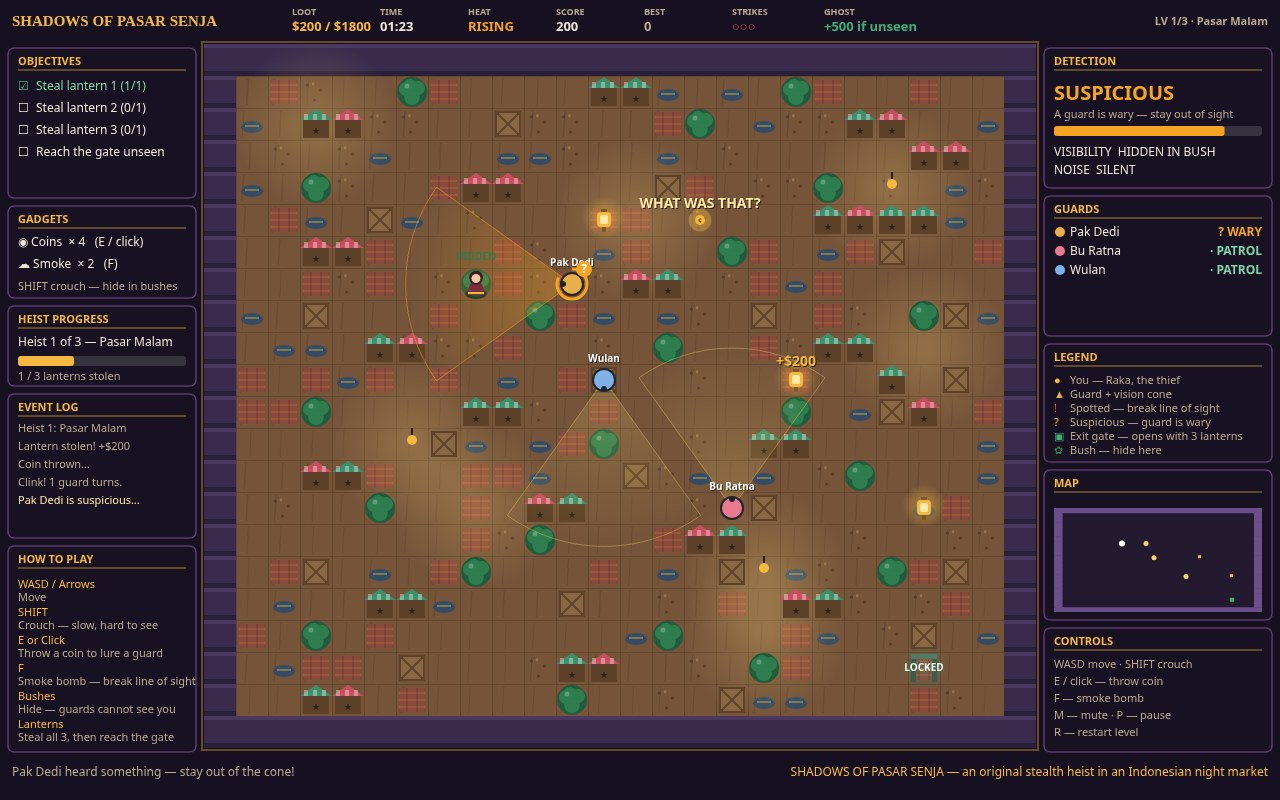 SHADOWS OF PASAR SENJA
LOOT
$200 / $1800
TIME
01:23
HEAT
RISING
SCORE
200
BEST
0
STRIKES
○○○
GHOST
+500 if unseen
LV 1/3 · Pasar Malam
OBJECTIVES
☑ Steal lantern 1 (1/1)
☐ Steal lantern 2 (0/1)
☐ Steal lantern 3 (0/1)
☐ Reach the gate unseen
GADGETS
◉ Coins × 4 (E / click)
☁ Smoke × 2 (F)
SHIFT crouch — hide in bushes
HEIST PROGRESS
Heist 1 of 3 — Pasar Malam
1 / 3 lanterns stolen
EVENT LOG
Heist 1: Pasar Malam
Lantern stolen! +$200
Coin thrown...
Clink! 1 guard turns.
Pak Dedi is suspicious...
HOW TO PLAY
WASD / Arrows
Move
SHIFT
Crouch — slow, hard to see
E or Click
Throw a coin to lure a guard
F
Smoke bomb — break line of sight
Bushes
Hide — guards cannot see you
Lanterns
Steal all 3, then reach the gate
WHAT WAS THAT?
HIDDEN
Pak Dedi
?
Wulan
+$200
Bu Ratna
LOCKED
DETECTION
SUSPICIOUS
A guard is wary — stay out of sight
VISIBILITY HIDDEN IN BUSH
NOISE SILENT
GUARDS
Pak Dedi ? WARY
Bu Ratna · PATROL
Wulan · PATROL
LEGEND
● You — Raka, the thief
▲ Guard + vision cone
! Spotted — break line of sight
? Suspicious — guard is wary
▣ Exit gate — opens with 3 lanterns
✿ Bush — hide here
MAP
CONTROLS
WASD move · SHIFT crouch
E / click — throw coin
F — smoke bomb
M — mute · P — pause
R — restart level
Pak Dedi heard something — stay out of the cone!
SHADOWS OF PASAR SENJA — an original stealth heist in an Indonesian night market